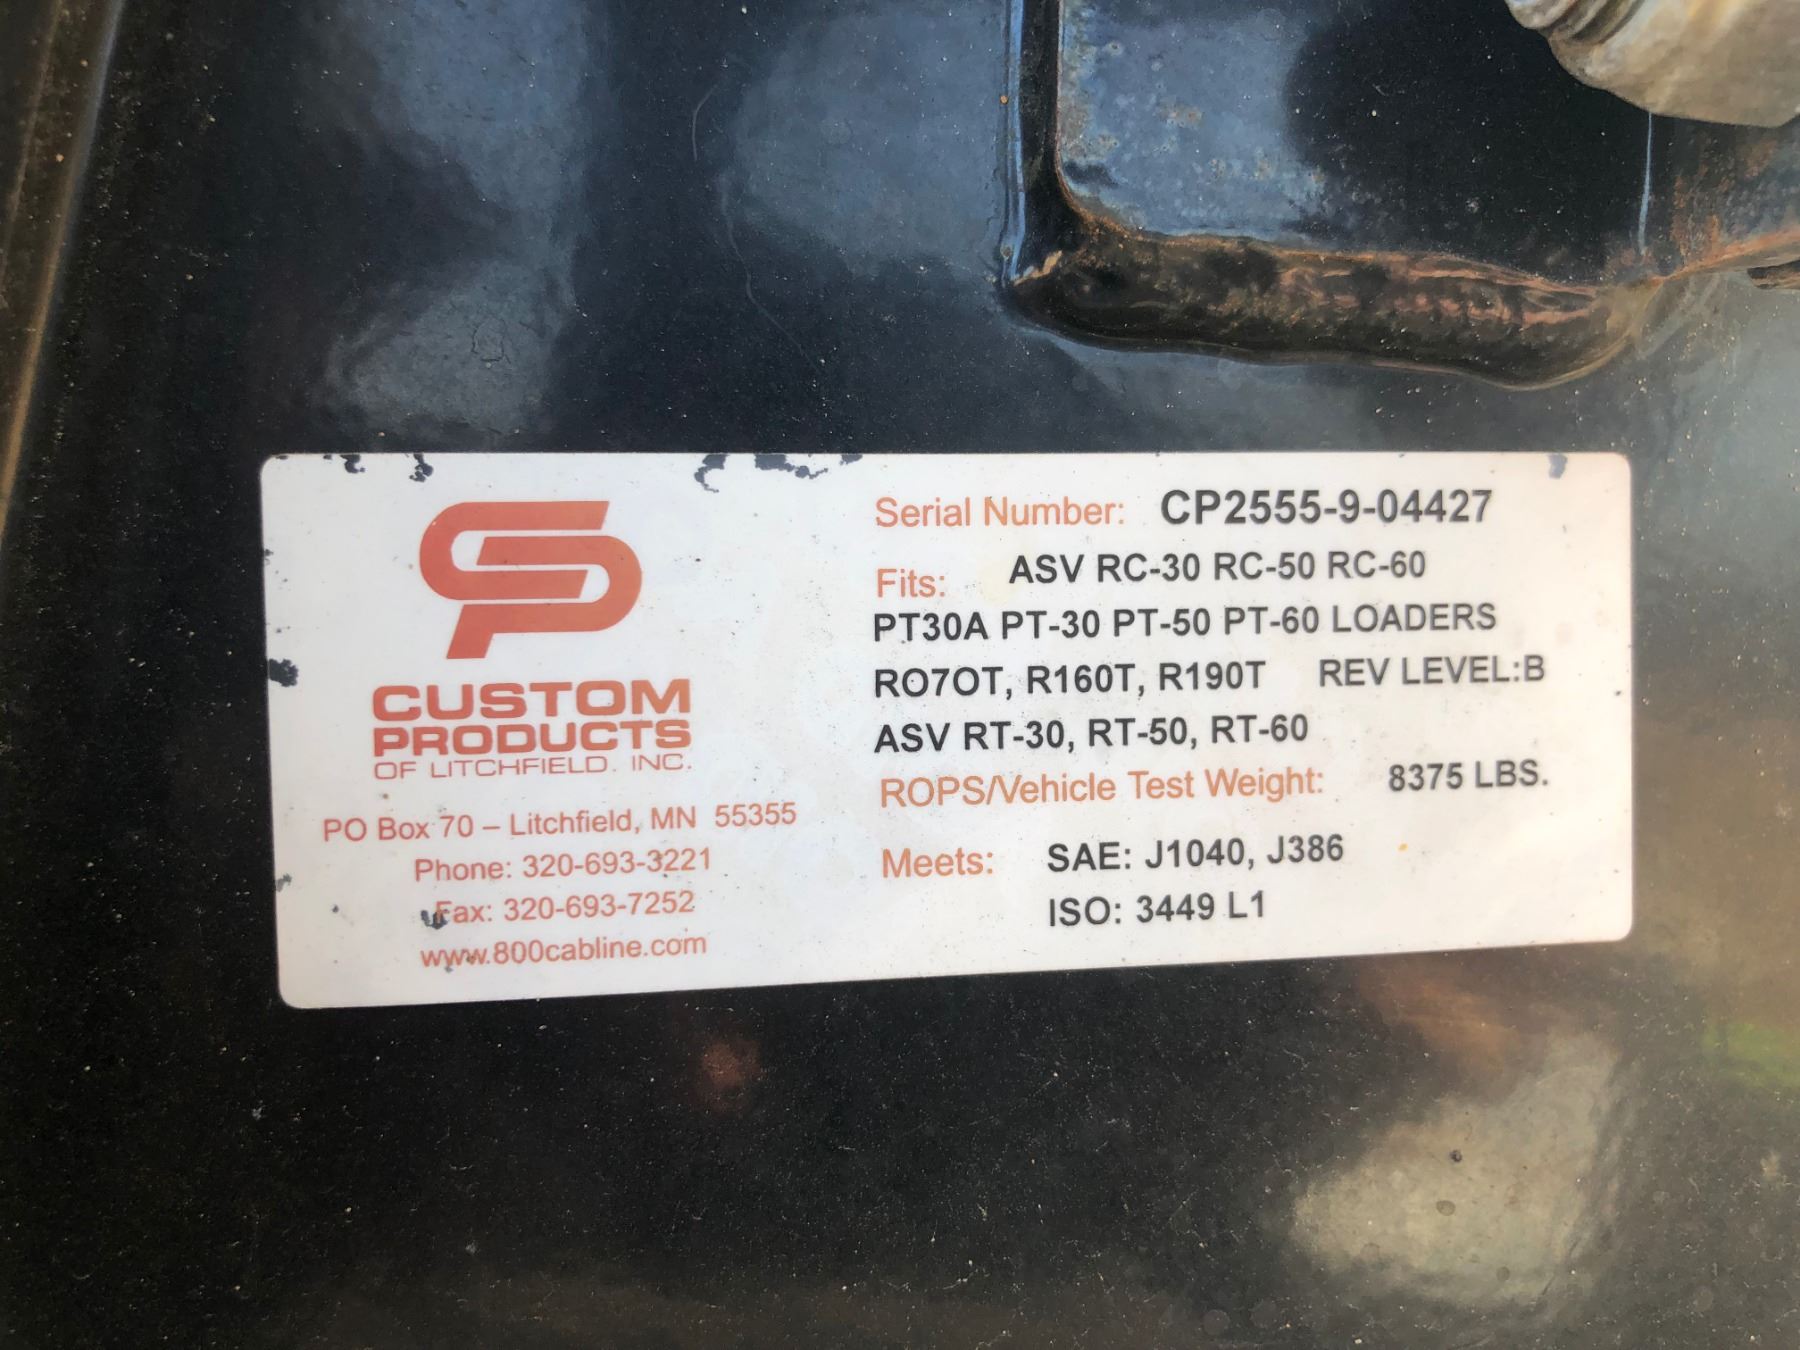 CP
CUSTOM
PRODUCTS
OF LITCHFIELD, INC.
PO Box 70 – Litchfield, MN 55355
Phone: 320-693-3221
Fax: 320-693-7252
www.800cabline.com
Serial Number: CP2555-9-04427
Fits: ASV RC-30 RC-50 RC-60
PT30A PT-30 PT-50 PT-60 LOADERS
RO7OT, R160T, R190T REV LEVEL:B
ASV RT-30, RT-50, RT-60
ROPS/Vehicle Test Weight: 8375 LBS.
Meets: SAE: J1040, J386
ISO: 3449 L1